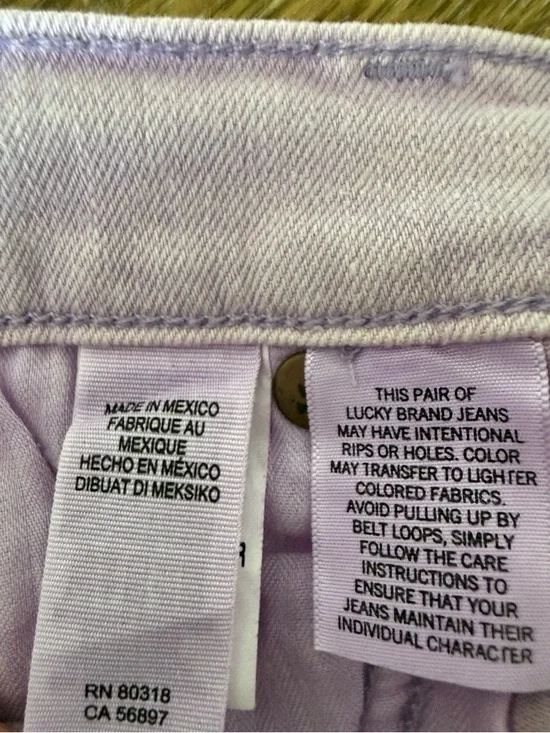 MADE IN MEXICO
FABRIQUE AU
MEXIQUE
HECHO EN MÉXICO
DIBUAT DI MEKSIKO
RN 80318
CA 56897
R
THIS PAIR OF
LUCKY BRAND JEANS
MAY HAVE INTENTIONAL
RIPS OR HOLES. COLOR
MAY TRANSFER TO LIGHTER
COLORED FABRICS.
AVOID PULLING UP BY
BELT LOOPS, SIMPLY
FOLLOW THE CARE
INSTRUCTIONS TO
ENSURE THAT YOUR
JEANS MAINTAIN THEIR
INDIVIDUAL CHARACTER